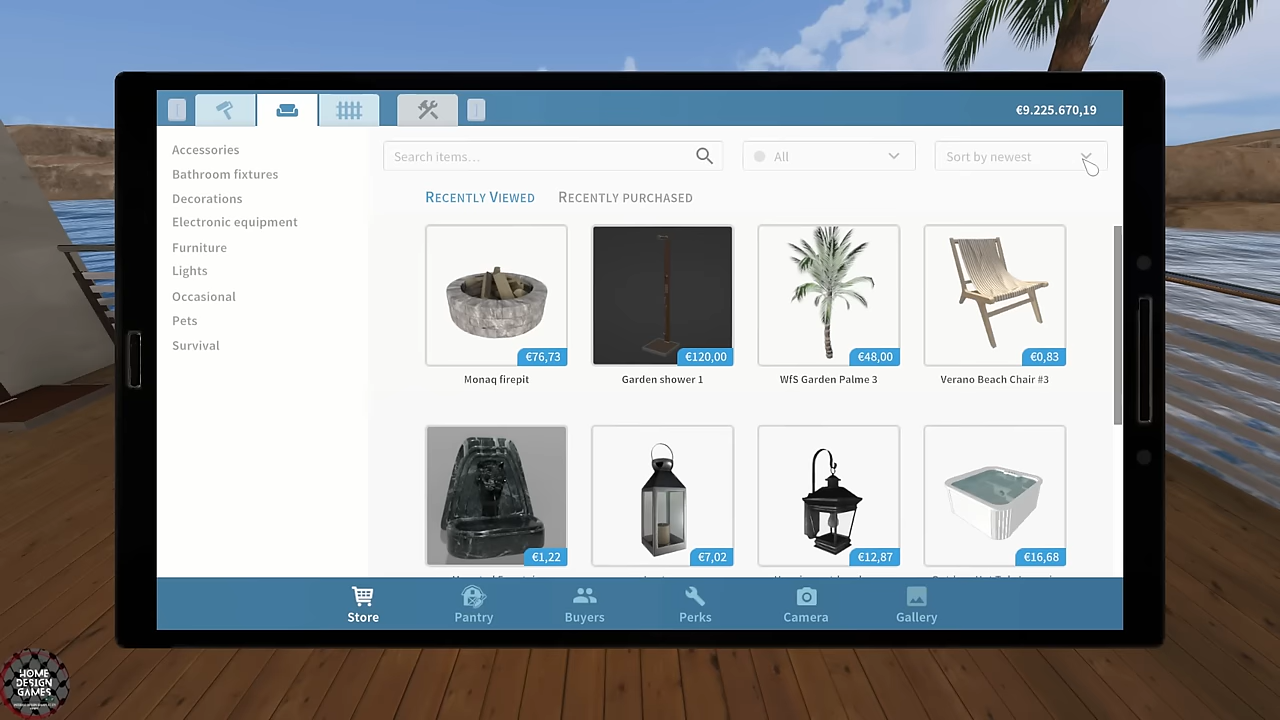 €9.225.670,19
Search items...
All
Sort by newest
Accessories
Bathroom fixtures
Decorations
Electronic equipment
Furniture
Lights
Occasional
Pets
Survival
RECENTLY VIEWED
RECENTLY PURCHASED
€76,73
€120,00
€48,00
€0,83
Monaq firepit
Garden shower 1
WfS Garden Palme 3
Verano Beach Chair #3
€1,22
€7,02
€12,87
€16,68
Store
Pantry
Buyers
Perks
Camera
Gallery
HOME
DESIGN
GAMES